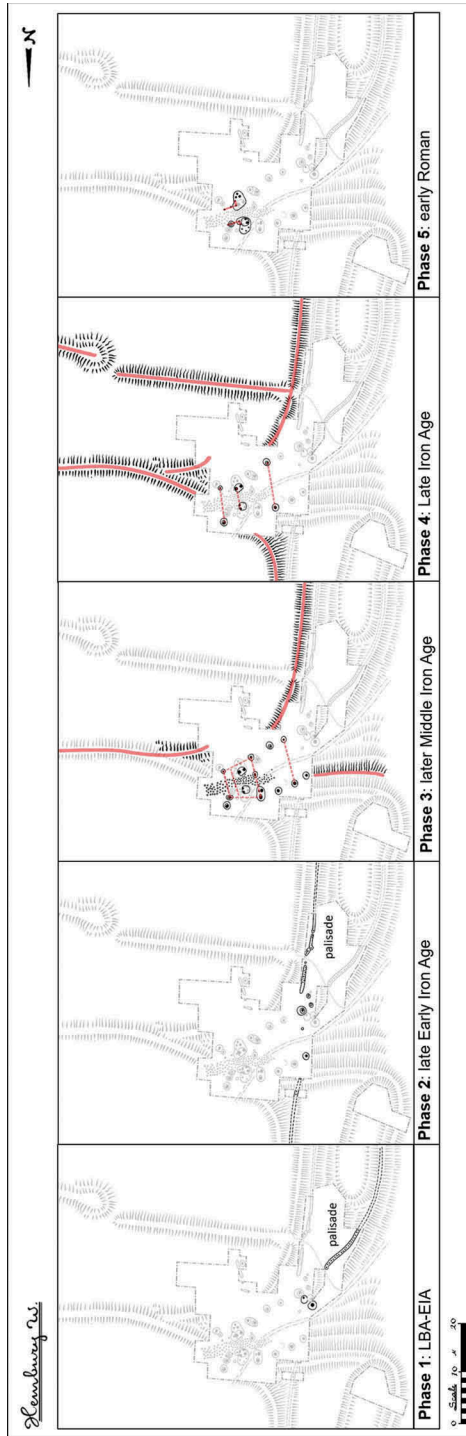 Hembury W.
N
palisade
Phase 1: LBA-EIA
palisade
Phase 2: late Early Iron Age
Phase 3: later Middle Iron Age
Phase 4: Late Iron Age
Phase 5: early Roman
0 Scale 10 M 20